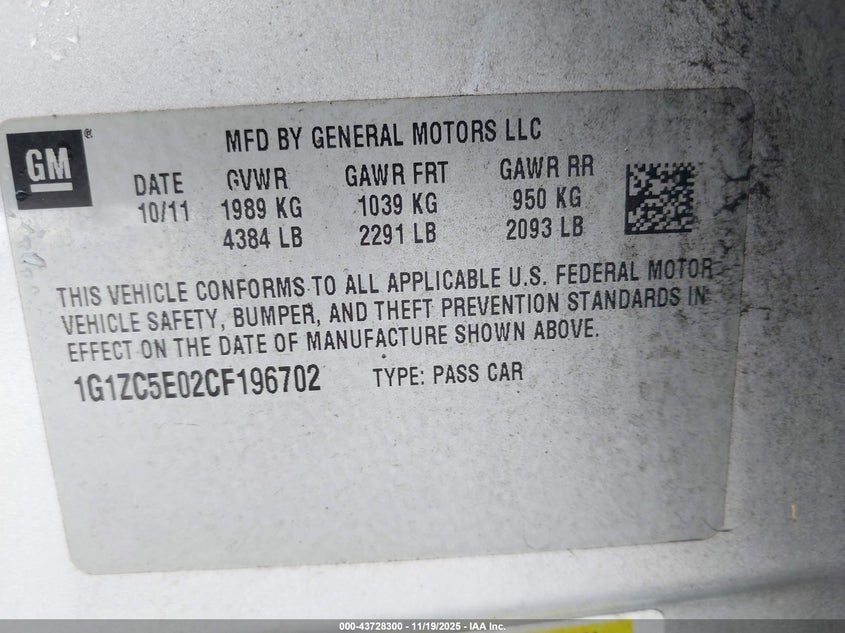 GM ®
MFD BY GENERAL MOTORS LLC
DATE GVWR GAWR FRT GAWR RR
10/11 1989 KG 1039 KG 950 KG
4384 LB 2291 LB 2093 LB
THIS VEHICLE CONFORMS TO ALL APPLICABLE U.S. FEDERAL MOTOR
VEHICLE SAFETY, BUMPER, AND THEFT PREVENTION STANDARDS IN
EFFECT ON THE DATE OF MANUFACTURE SHOWN ABOVE.
1G1ZC5E02CF196702 TYPE: PASS CAR
000-43728300 - 11/19/2025 - IAA Inc.